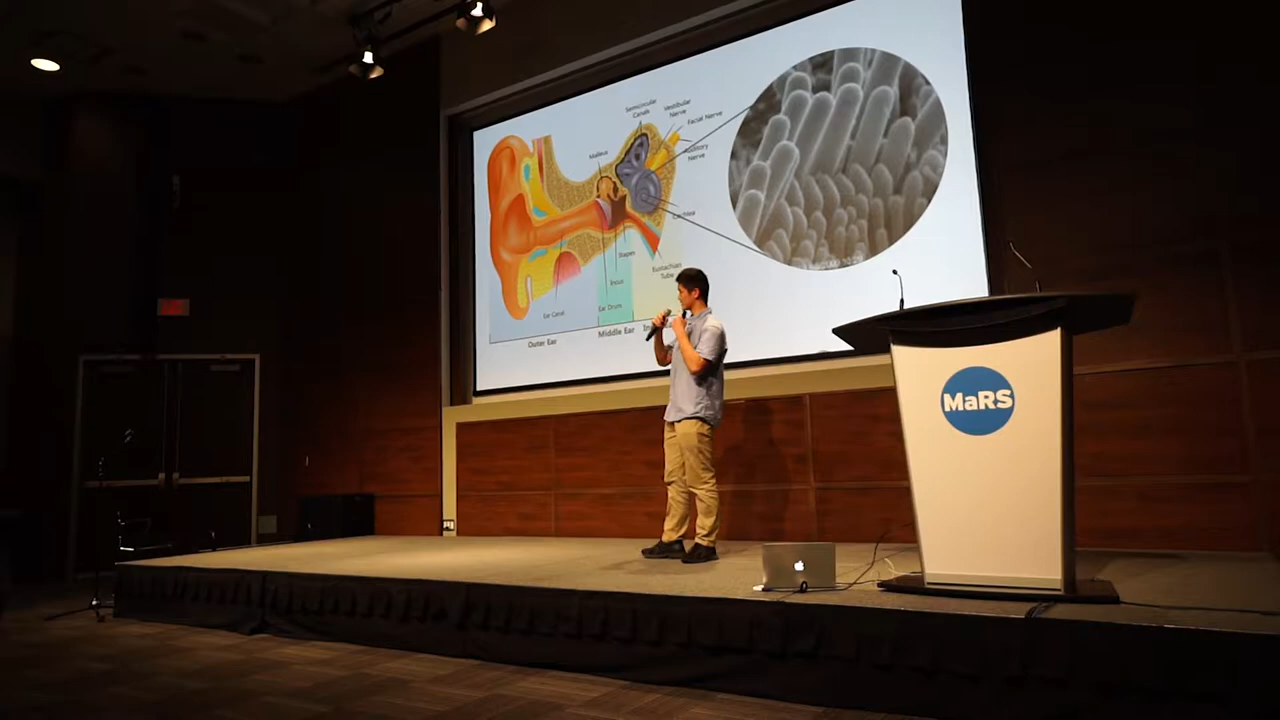 Semicircular
Canals
Vestibular
Nerve
Facial Nerve
Malleus
Auditory
Nerve
Cochlea
Stapes
Eustachian
Tube
Incus
Ear Canal
Ear Drum
Outer Ear
Middle Ear
MaRS